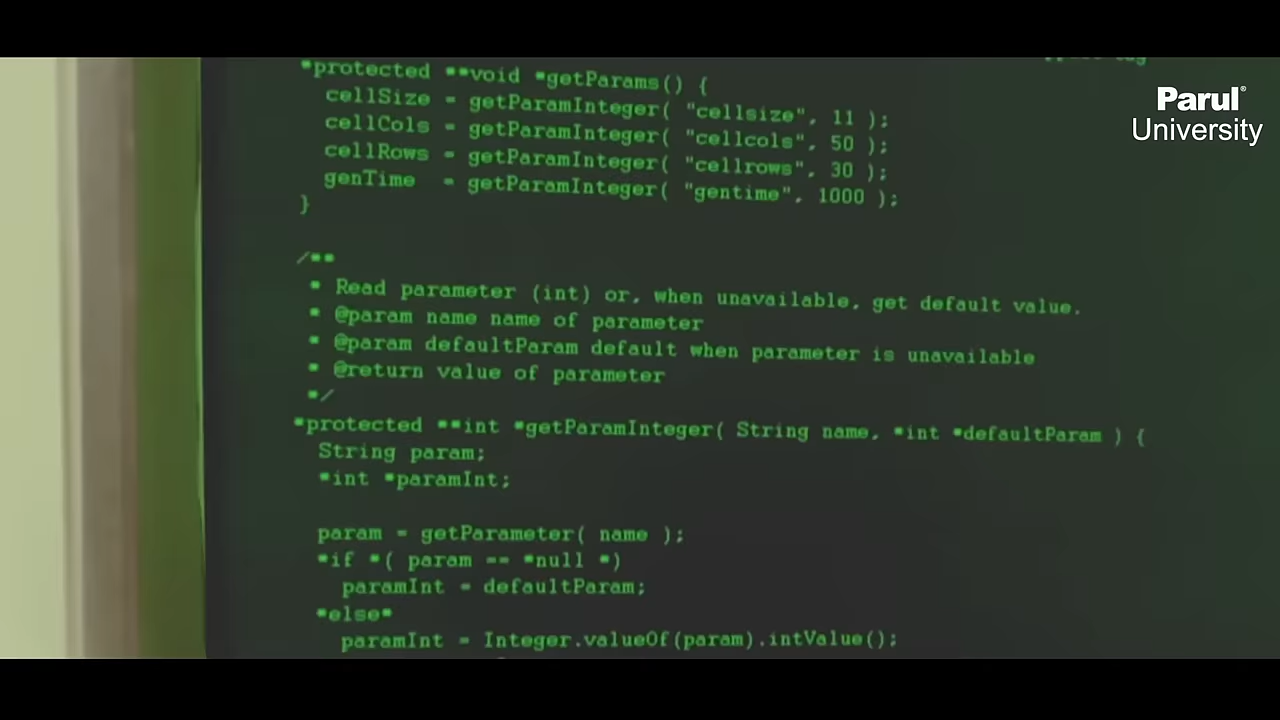 *protected **void *getParams() {
cellSize = getParamInteger( "cellsize", 11 );
cellCols = getParamInteger( "cellcols", 50 );
cellRows = getParamInteger( "cellrows", 30 );
genTime = getParamInteger( "gentime", 1000 );
}
/**
* Read parameter (int) or, when unavailable, get default value.
* @param name name of parameter
* @param defaultParam default when parameter is unavailable
* @return value of parameter
*/
*protected **int *getParamInteger( String name, *int *defaultParam ) {
String param;
*int *paramInt;
param = getParameter( name );
*if *( param == *null *)
paramInt = defaultParam;
*else*
paramInt = Integer.valueOf(param).intValue();
Parul®
University